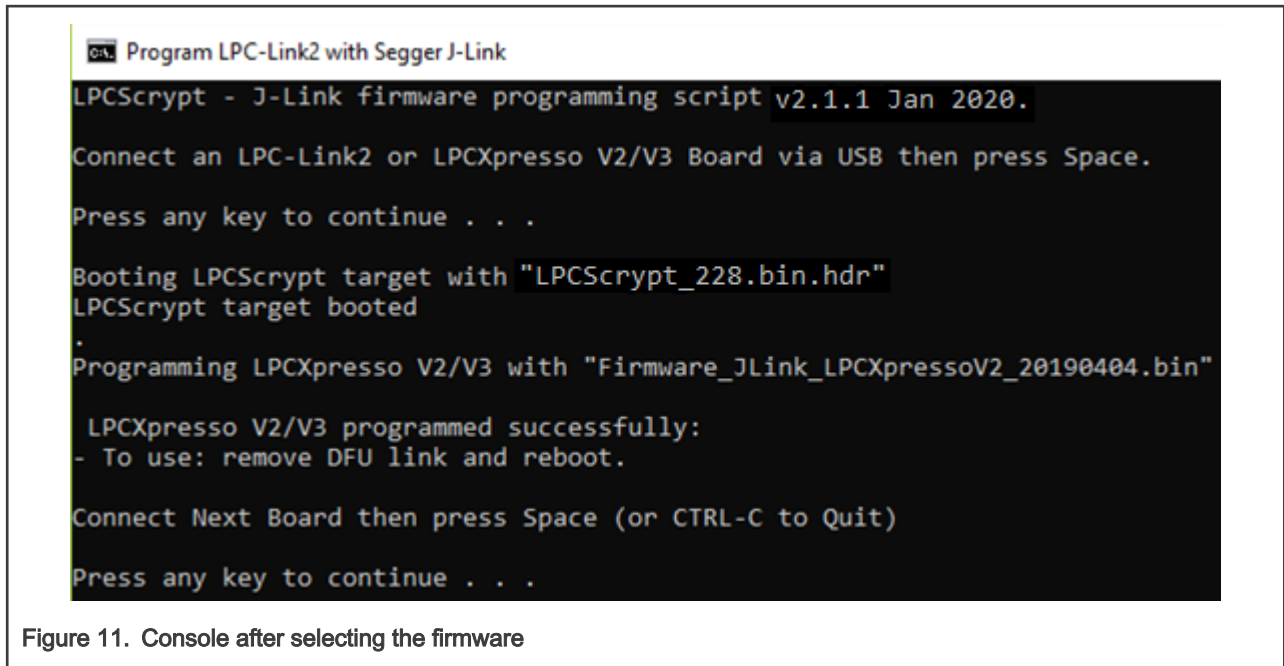 Program LPC-Link2 with Segger J-Link
LPCScrypt - J-Link firmware programming script v2.1.1 Jan 2020.
Connect an LPC-Link2 or LPCXpresso V2/V3 Board via USB then press Space.
Press any key to continue . . .
Booting LPCScrypt target with "LPCScrypt_228.bin.hdr"
LPCScrypt target booted
.
Programming LPCXpresso V2/V3 with "Firmware_JLink_LPCXpressoV2_20190404.bin"
LPCXpresso V2/V3 programmed successfully:
- To use: remove DFU link and reboot.
Connect Next Board then press Space (or CTRL-C to Quit)
Press any key to continue . . .
Figure 11. Console after selecting the firmware